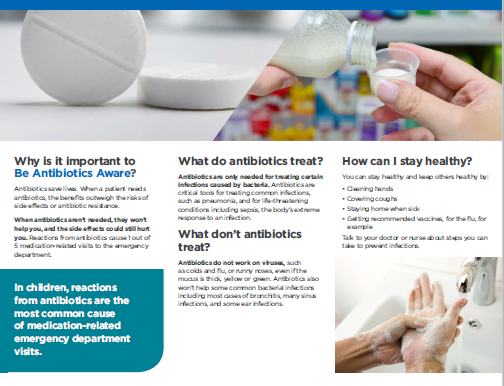 Why is it important to
Be Antibiotics Aware?
Antibiotics save lives. When a patient needs
antibiotics, the benefits outweigh the risks of
side effects or antibiotic resistance.
When antibiotics aren't needed, they won't
help you, and the side effects could still hurt
you. Reactions from antibiotics cause 1 out of
5 medication-related visits to the emergency
department.
In children, reactions
from antibiotics are the
most common cause
of medication-related
emergency department
visits.
What do antibiotics treat?
Antibiotics are only needed for treating certain
infections caused by bacteria. Antibiotics are
critical tools for treating common infections,
such as pneumonia, and for life-threatening
conditions including sepsis, the body's extreme
response to an infection.
What don't antibiotics
treat?
Antibiotics do not work on viruses, such
as colds and flu, or runny noses, even if the
mucus is thick, yellow or green. Antibiotics also
won't help some common bacterial infections
including most cases of bronchitis, many sinus
infections, and some ear infections.
How can I stay healthy?
You can stay healthy and keep others healthy by:
• Cleaning hands
• Covering coughs
• Staying home when sick
• Getting recommended vaccines, for the flu, for
example
Talk to your doctor or nurse about steps you can
take to prevent infections.